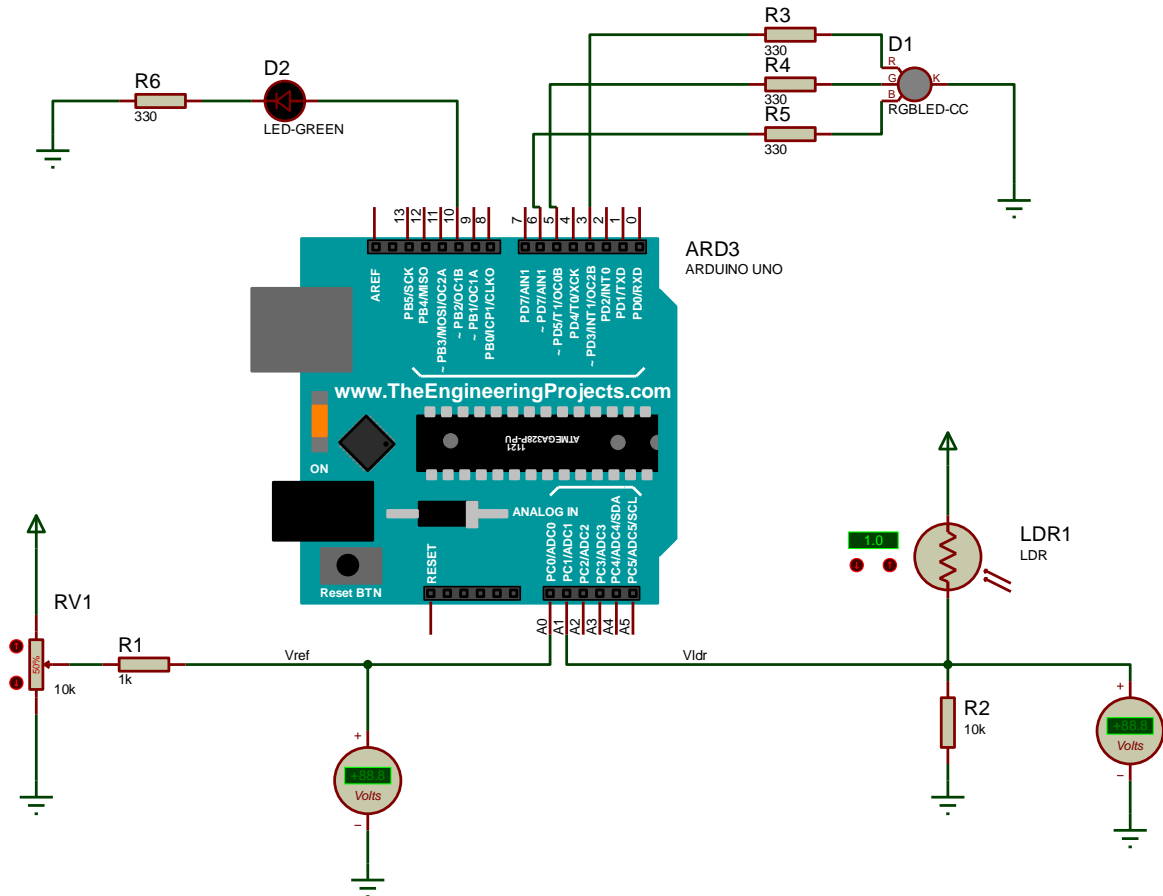 R3
330
R4
330
R5
330
D1
R
G
B
K
RGBLED-CC
R6
330
D2
LED-GREEN
13
12
11
10
9
8
7
6
5
4
3
2
1
0
ARD3
ARDUINO UNO
AREF
PB5/SCK
PB4/MISO
~ PB3/MOSI/OC2A
~ PB2/OC1B
~ PB1/OC1A
PB0/ICP1/CLKO
PD7/AIN1
~ PD7/AIN1
~ PD5/T1/OC0B
PD4/T0/XCK
~ PD3/INT1/OC2B
PD2/INT0
PD1/TXD
PD0/RXD
www.TheEngineeringProjects.com
ATMEGA328P-PU
1121
ON
ANALOG IN
Reset BTN
RESET
PC0/ADC0
PC1/ADC1
PC2/ADC2
PC3/ADC3
PC4/ADC4/SDA
PC5/ADC5/SCL
A0
A1
A2
A3
A4
A5
1.0
LDR1
LDR
RV1
50%
10k
R1
1k
Vref
Vldr
R2
10k
+
+88.8
Volts
−
+
+88.8
Volts
−